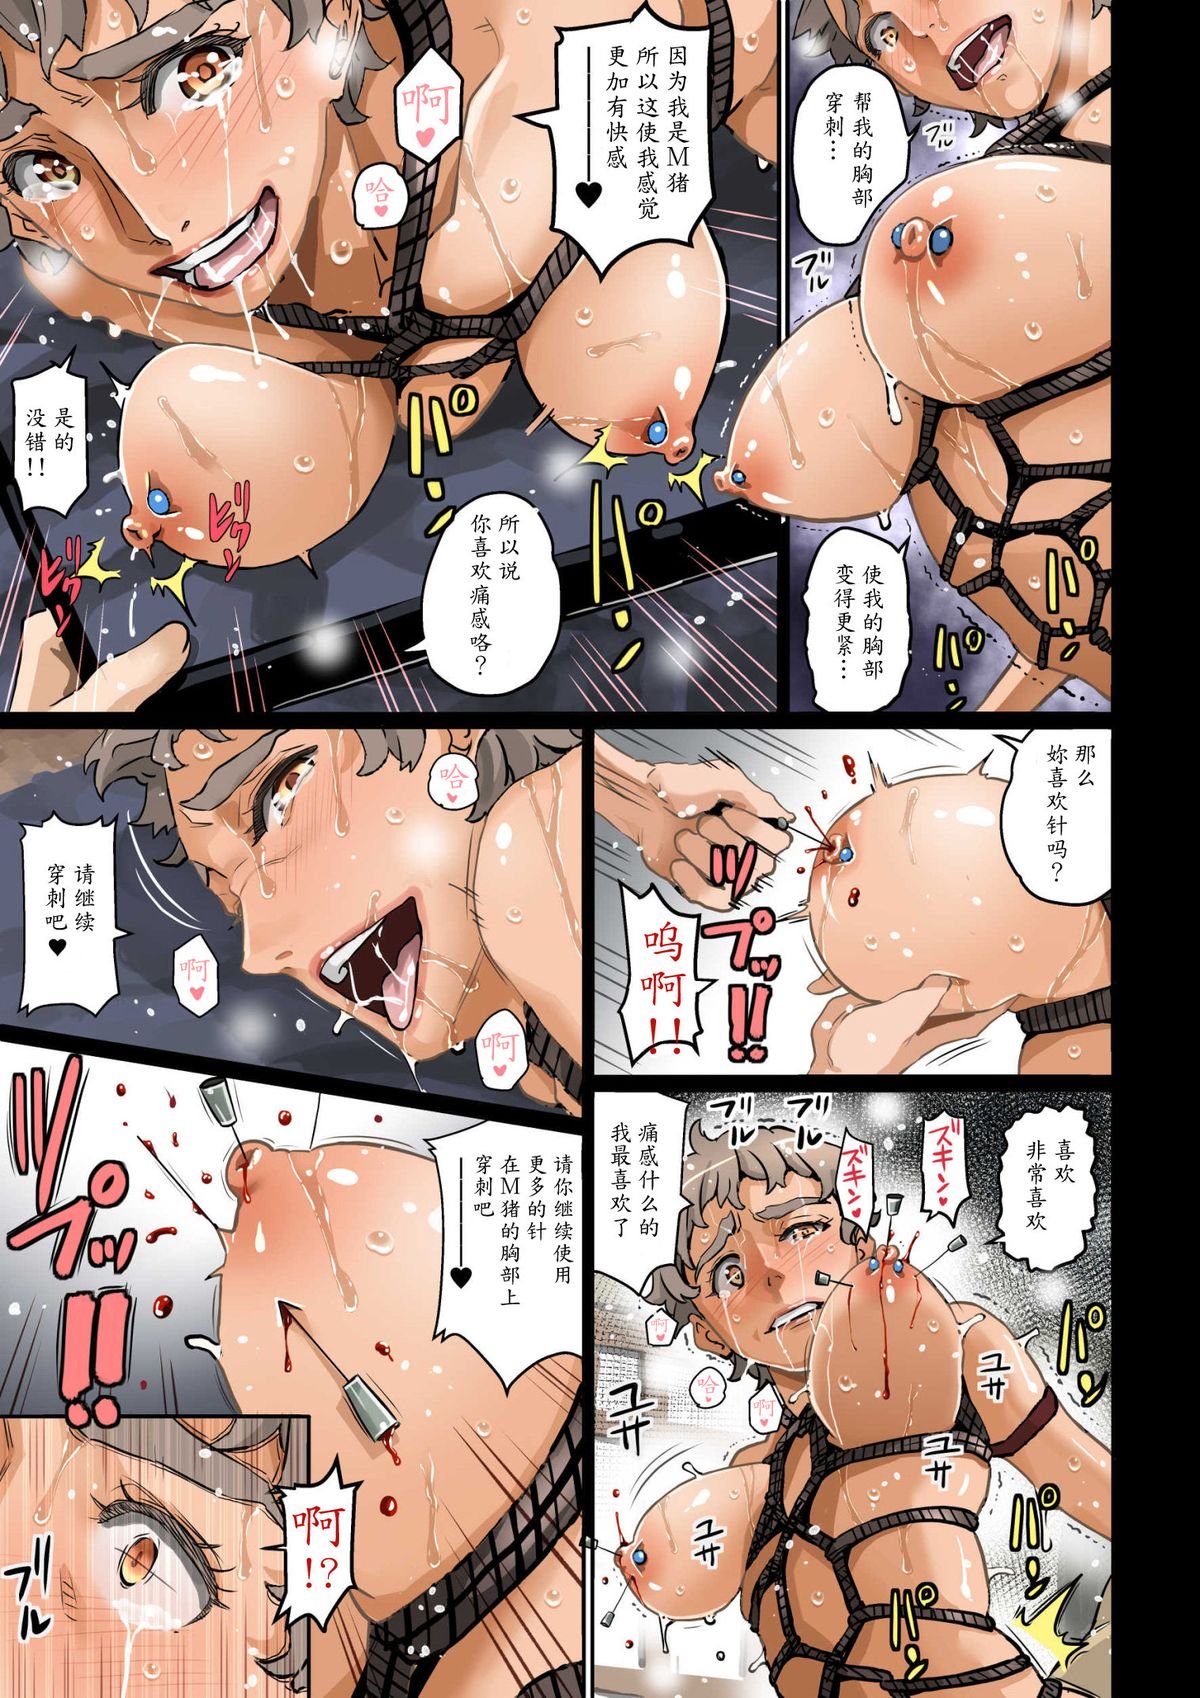 帮我的胸部
穿刺…
ブル
ブル
使我的胸部
变得更紧…
因为我是M猪
所以这使我感觉
更加有快感
━━━━♥
啊♥
哈♥
所以说
你喜欢痛感咯？
是的
没错!!
パン!!
パン!!
ビクン
ビクン
那么
妳喜欢针吗？
呜啊!!
ツプッ!!
哈♥
请继续
穿刺吧♥
啊♥
啊♥
喜欢
非常喜欢
ズキン♥
ズキン♥
ブル
ブル
痛感什么的
我最喜欢了
啊♥
哈♥
啊♥
パン!!
ユサ
ユサ
ユサ
ユサ
请你继续使用
更多的针
在M猪的胸部上
穿刺吧
━━━━♥
ツプッ!!
啊!?
ブル